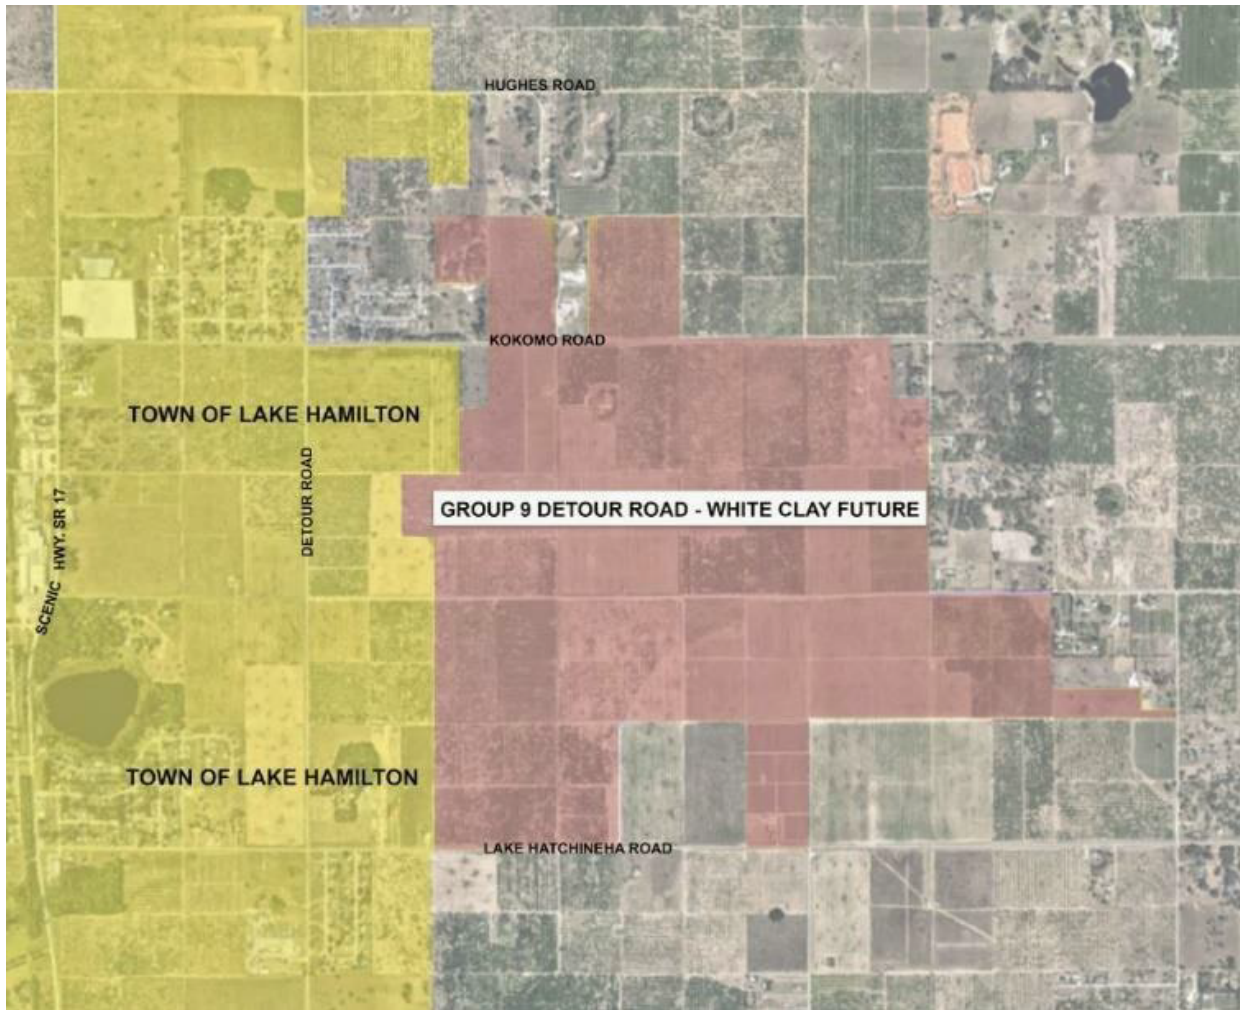 HUGHES ROAD
KOKOMO ROAD
TOWN OF LAKE HAMILTON
DETOUR ROAD
SCENIC HWY. SR 17
GROUP 9 DETOUR ROAD - WHITE CLAY FUTURE
TOWN OF LAKE HAMILTON
LAKE HATCHINEHA ROAD